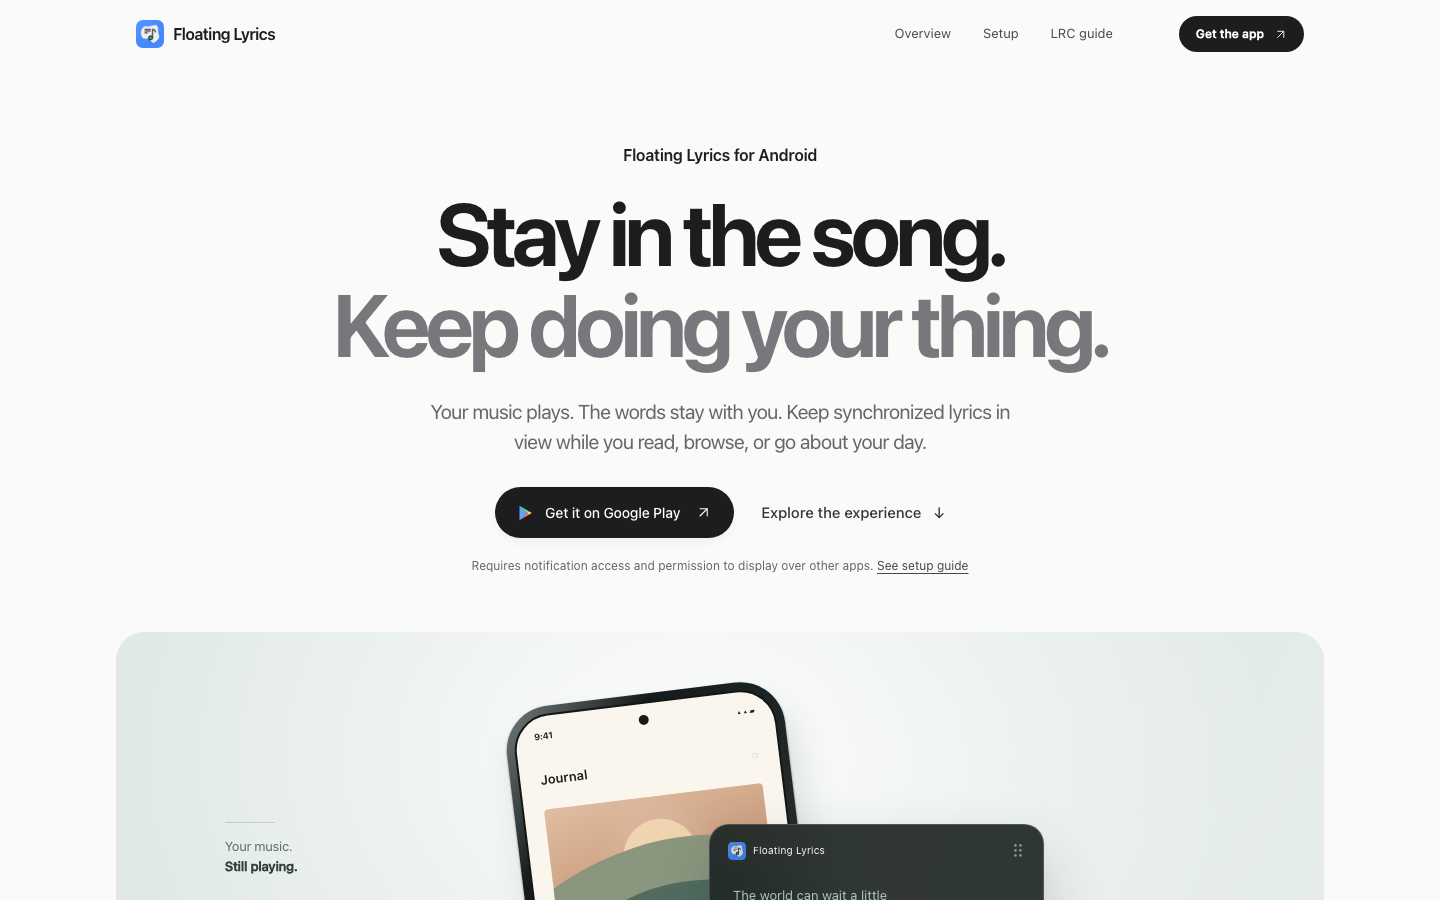 Floating Lyrics
Overview
Setup
LRC guide
Get the app
Floating Lyrics for Android
Stay in the song.
Keep doing your thing.
Your music plays. The words stay with you. Keep synchronized lyrics in
view while you read, browse, or go about your day.
Get it on Google Play
Explore the experience
Requires notification access and permission to display over other apps. See setup guide
9:41
Journal
Your music.
Still playing.
Floating Lyrics
The world can wait a little